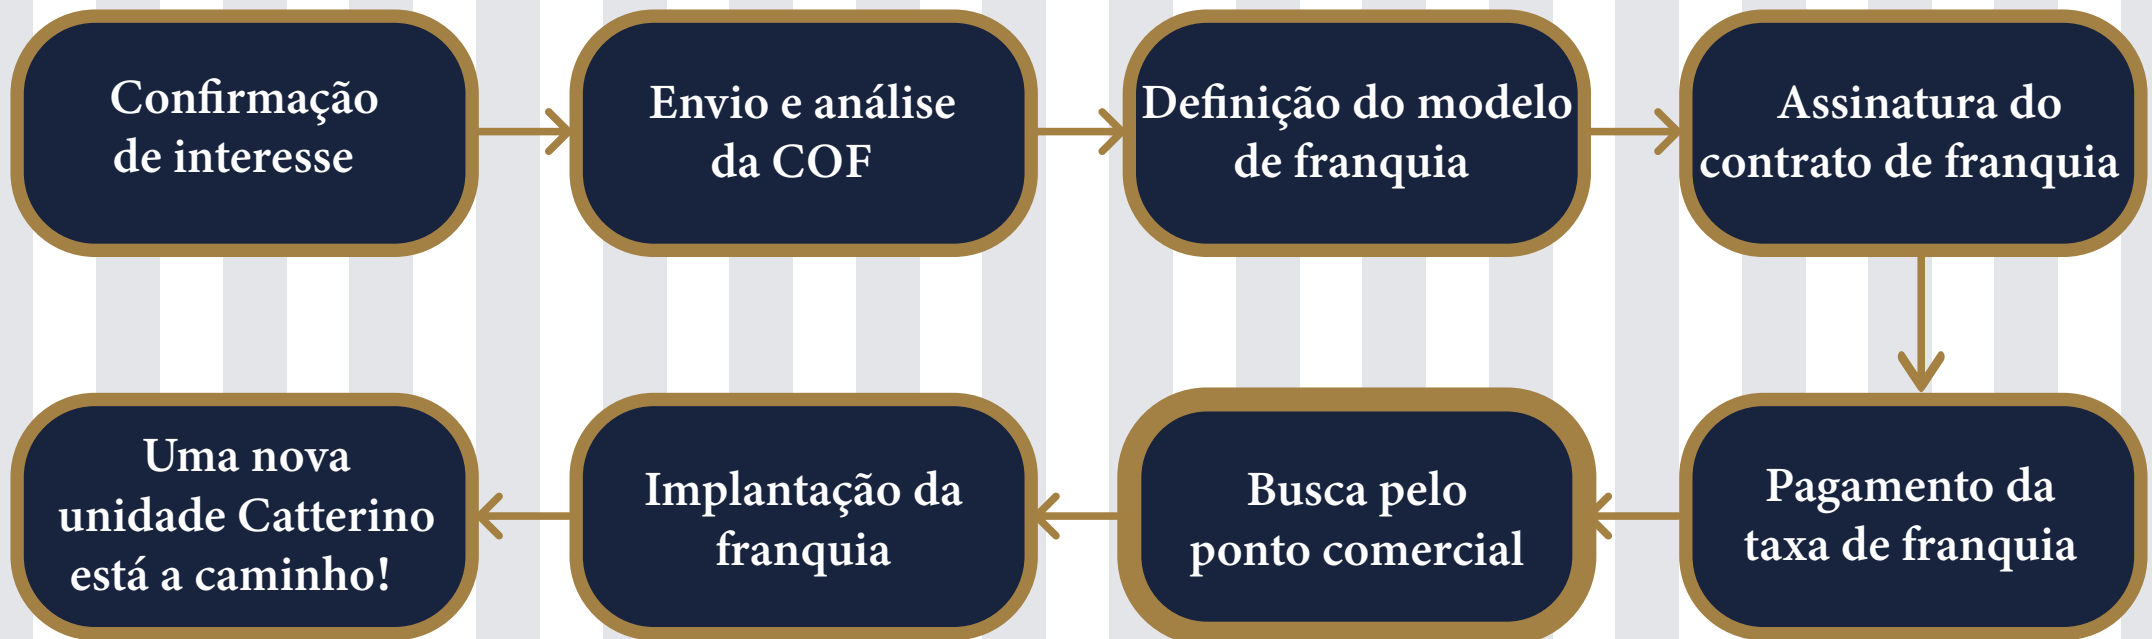 Confirmação
de interesse
Envio e análise
da COF
Definição do modelo
de franquia
Assinatura do
contrato de franquia
Pagamento da
taxa de franquia
Busca pelo
ponto comercial
Implantação da
franquia
Uma nova
unidade Catterino
está a caminho!